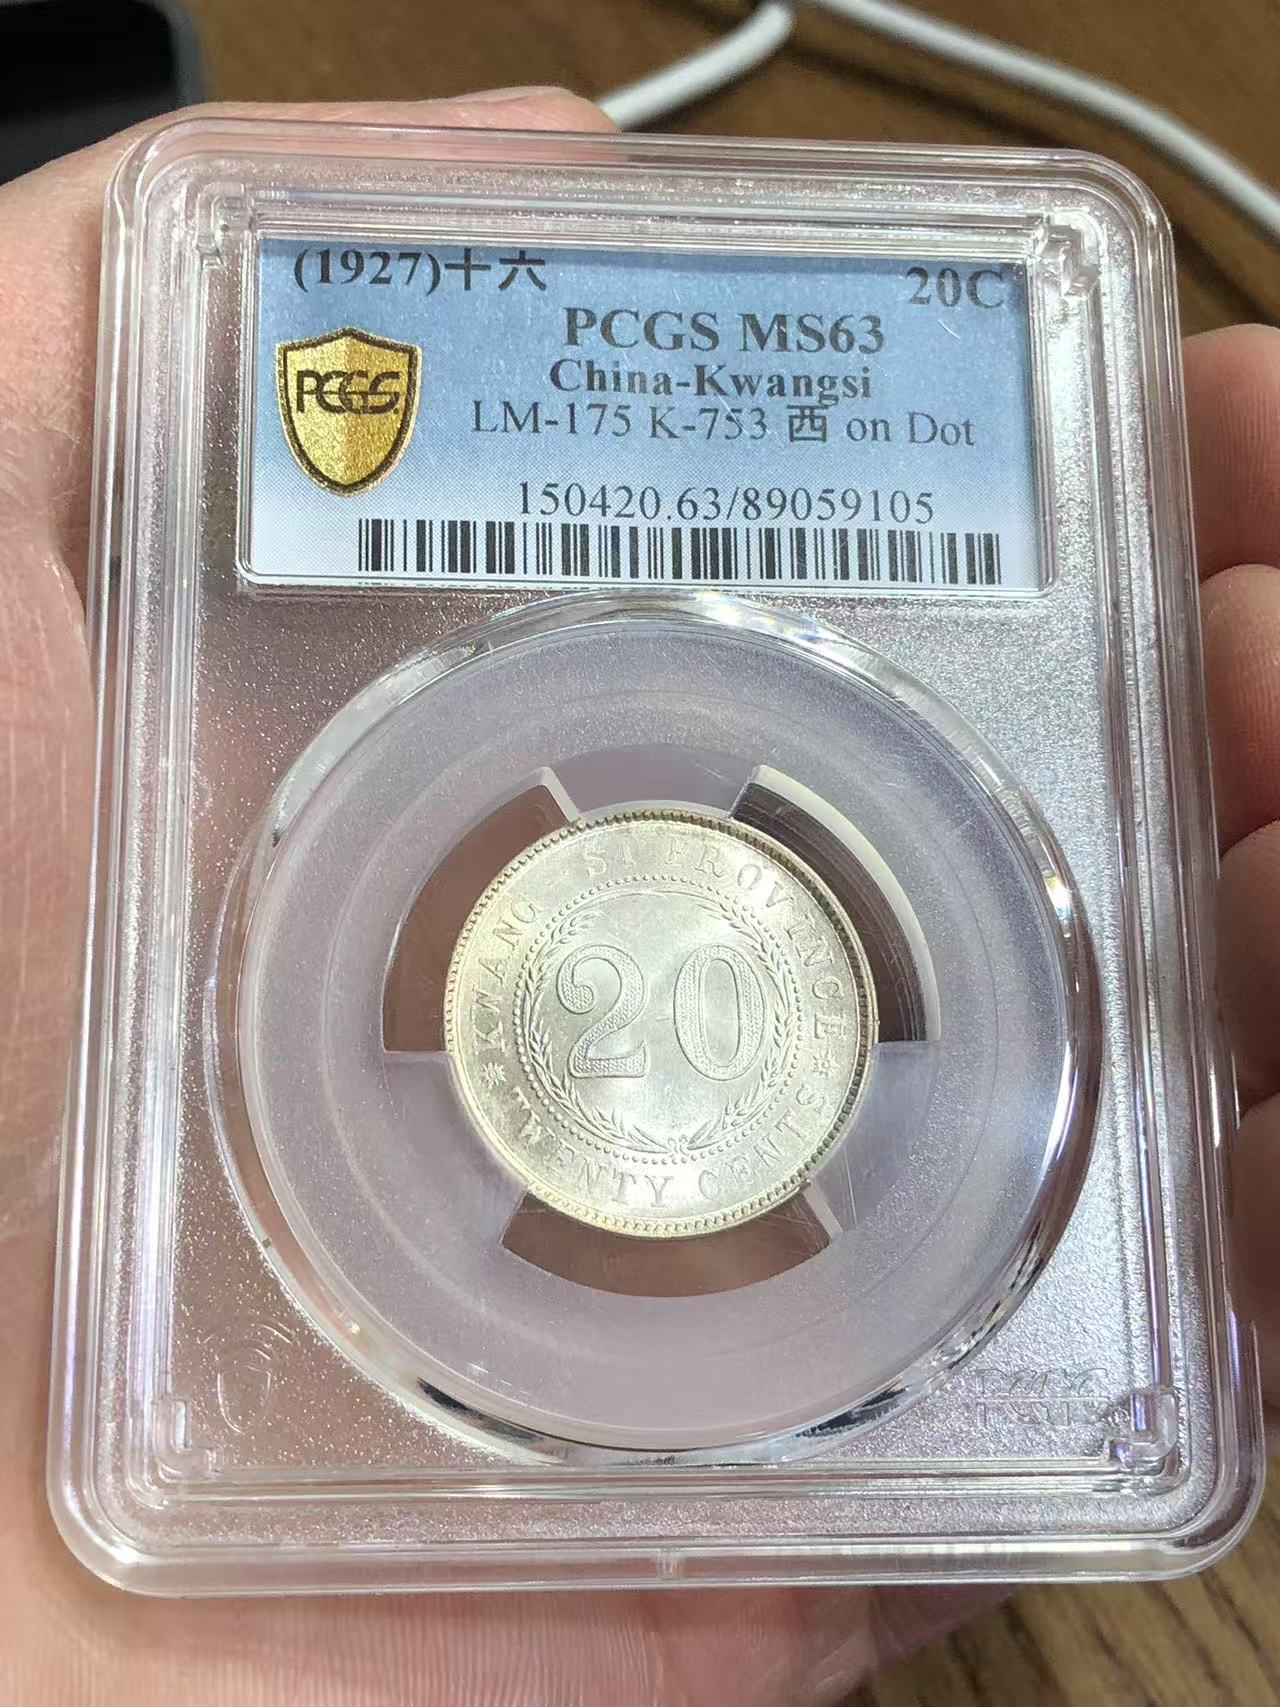 (1927)十六
20C
PCGS MS63
PCGS
China-Kwangsi
LM-175 K-753 西 on Dot
150420.63/89059105
KWANG-SI PROVINCE
20
TWENTY CENTS